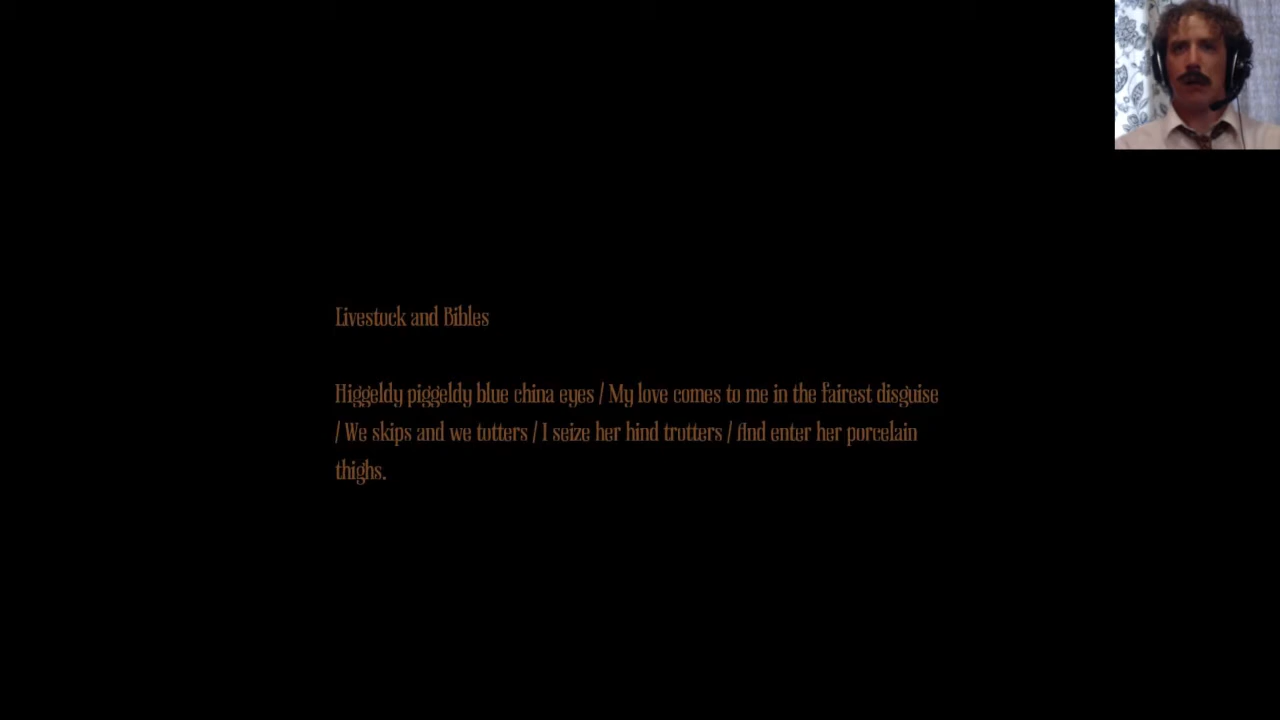 Livestock and Bibles
Higgeldy piggeldy blue china eyes / My love comes to me in the fairest disguise
/ We skips and we totters / I seize her hind trotters / And enter her porcelain
thighs.